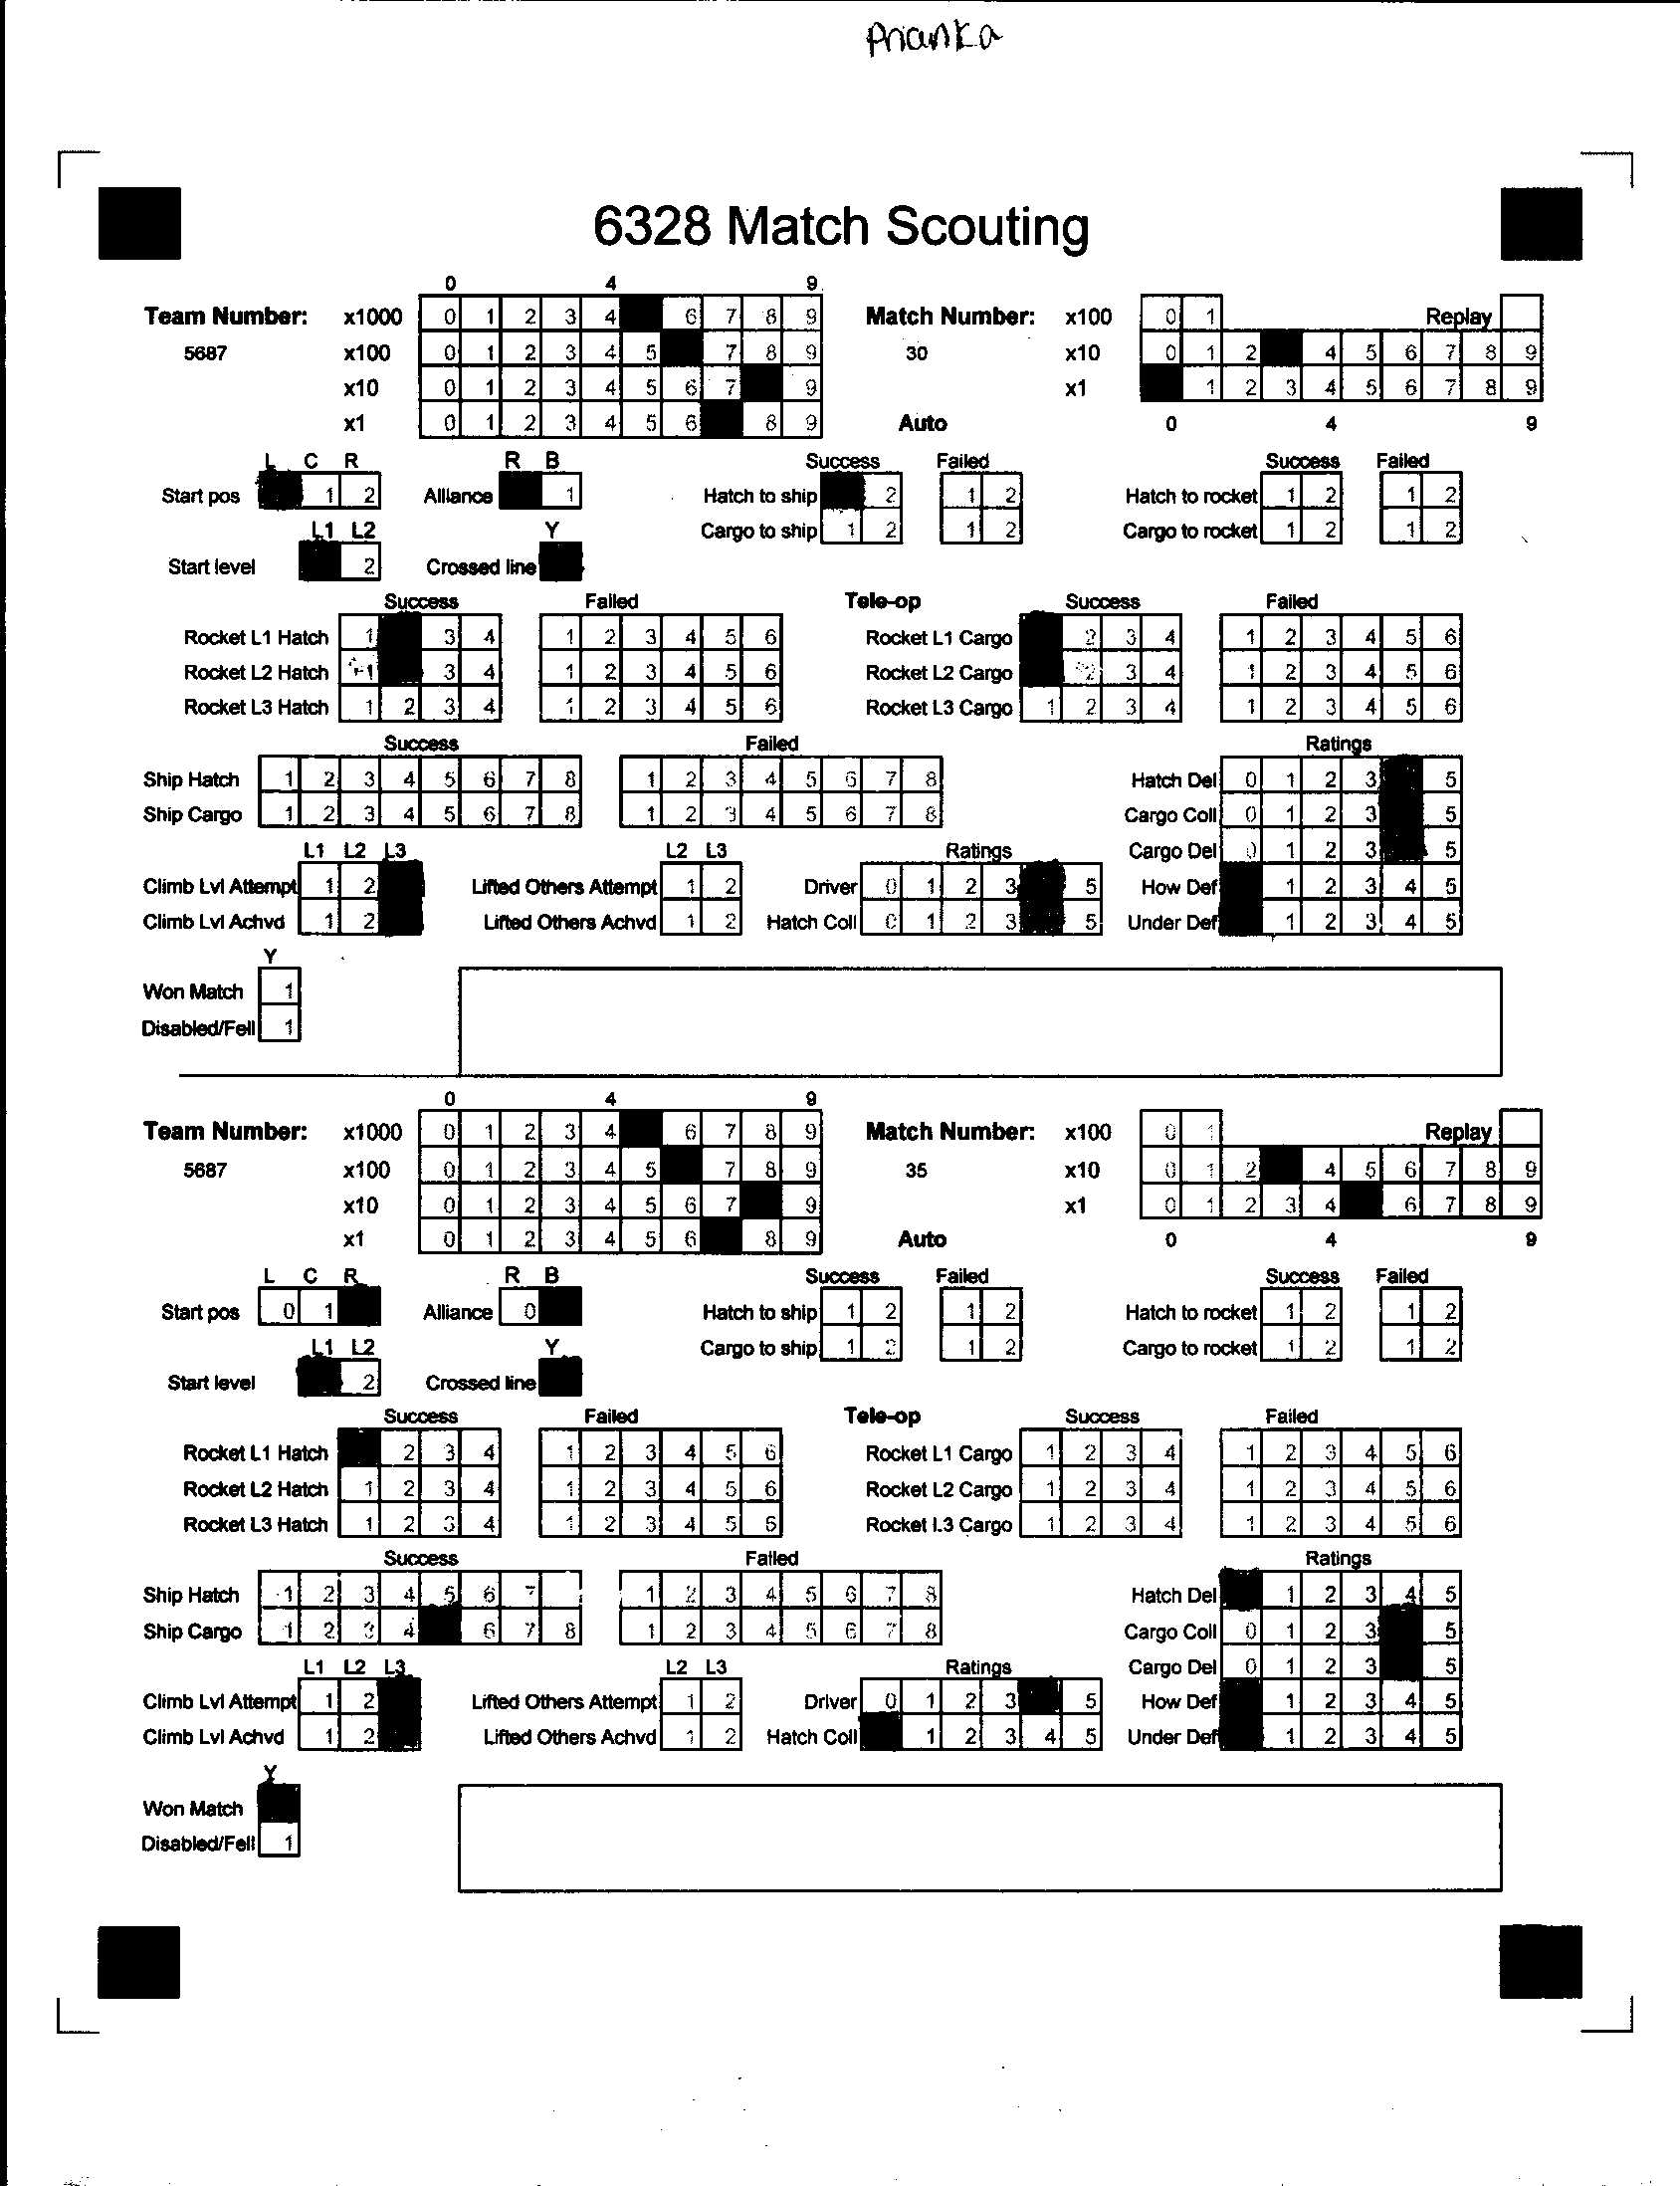 Prianka
6328 Match Scouting
0 4 9
Team Number: x1000 0 1 2 3 4 6 7 8 9 Match Number: x100 0 1 Replay
5687 x100 0 1 2 3 4 5 7 8 9 30 x10 0 1 2 4 5 6 7 8 9
x10 0 1 2 3 4 5 6 7 9 x1 1 2 3 4 5 6 7 8 9
x1 0 1 2 3 4 5 6 8 9 Auto 0 4 9
L C R R B Success Failed Success Failed
Start pos 1 2 Alliance 1 Hatch to ship 2 1 2 Hatch to rocket 1 2 1 2
L1 L2 Y Cargo to ship 1 2 1 2 Cargo to rocket 1 2 1 2
Start level 2 Crossed line
Success Failed Tele-op Success Failed
Rocket L1 Hatch 1 3 4 1 2 3 4 5 6 Rocket L1 Cargo 2 3 4 1 2 3 4 5 6
Rocket L2 Hatch 1 3 4 1 2 3 4 5 6 Rocket L2 Cargo 2 3 4 1 2 3 4 5 6
Rocket L3 Hatch 1 2 3 4 1 2 3 4 5 6 Rocket L3 Cargo 1 2 3 4 1 2 3 4 5 6
Success Failed Ratings
Ship Hatch 1 2 3 4 5 6 7 8 1 2 3 4 5 6 7 8 Hatch Del 0 1 2 3 5
Ship Cargo 1 2 3 4 5 6 7 8 1 2 3 4 5 6 7 8 Cargo Coll 0 1 2 3 5
L1 L2 L3 L2 L3 Ratings Cargo Del 0 1 2 3 5
Climb Lvl Attempt 1 2 Lifted Others Attempt 1 2 Driver 0 1 2 3 5 How Def 1 2 3 4 5
Climb Lvl Achvd 1 2 Lifted Others Achvd 1 2 Hatch Coll 0 1 2 3 5 Under Def 1 2 3 4 5
Y
Won Match 1
Disabled/Fell 1
0 4 9
Team Number: x1000 0 1 2 3 4 6 7 8 9 Match Number: x100 0 1 Replay
5687 x100 0 1 2 3 4 5 7 8 9 35 x10 0 1 2 4 5 6 7 8 9
x10 0 1 2 3 4 5 6 7 9 x1 0 1 2 3 4 6 7 8 9
x1 0 1 2 3 4 5 6 8 9 Auto 0 4 9
L C R R B Success Failed Success Failed
Start pos 0 1 Alliance 0 Hatch to ship 1 2 1 2 Hatch to rocket 1 2 1 2
L1 L2 Y Cargo to ship 1 2 1 2 Cargo to rocket 1 2 1 2
Start level 2 Crossed line
Success Failed Tele-op Success Failed
Rocket L1 Hatch 2 3 4 1 2 3 4 5 6 Rocket L1 Cargo 1 2 3 4 1 2 3 4 5 6
Rocket L2 Hatch 1 2 3 4 1 2 3 4 5 6 Rocket L2 Cargo 1 2 3 4 1 2 3 4 5 6
Rocket L3 Hatch 1 2 3 4 1 2 3 4 5 6 Rocket L3 Cargo 1 2 3 4 1 2 3 4 5 6
Success Failed Ratings
Ship Hatch 1 2 3 4 5 6 7 1 2 3 4 5 6 7 8 Hatch Del 1 2 3 4 5
Ship Cargo 1 2 3 4 6 7 8 1 2 3 4 5 6 7 8 Cargo Coll 0 1 2 3 5
L1 L2 L3 L2 L3 Ratings Cargo Del 0 1 2 3 5
Climb Lvl Attempt 1 2 Lifted Others Attempt 1 2 Driver 0 1 2 3 5 How Def 1 2 3 4 5
Climb Lvl Achvd 1 2 Lifted Others Achvd 1 2 Hatch Coll 1 2 3 4 5 Under Def 1 2 3 4 5
Y
Won Match
Disabled/Fell 1